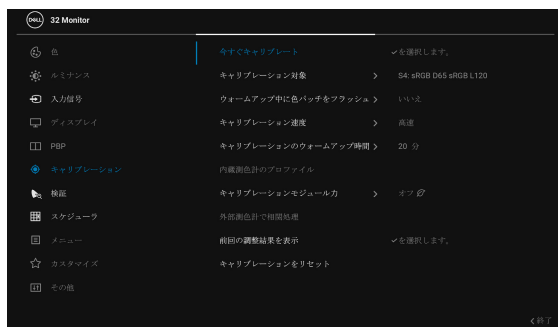 DELL 32 Monitor
色 今すぐキャリブレート ✓を選択します。
ルミナンス キャリブレーション対象 > S4: sRGB D65 sRGB L120
入力信号 ウォームアップ中に色パッチをフラッシュ > いいえ
ディスプレイ キャリブレーション速度 > 高速
PBP キャリブレーションのウォームアップ時間 > 20 分
キャリブレーション 内蔵測色計のプロファイル
検証 キャリブレーションモジュール力 > オフ
スケジューラ 外部測色計で相関処理
メニュー 前回の調整結果を表示 ✓を選択します。
カスタマイズ キャリブレーションをリセット
その他
<終了